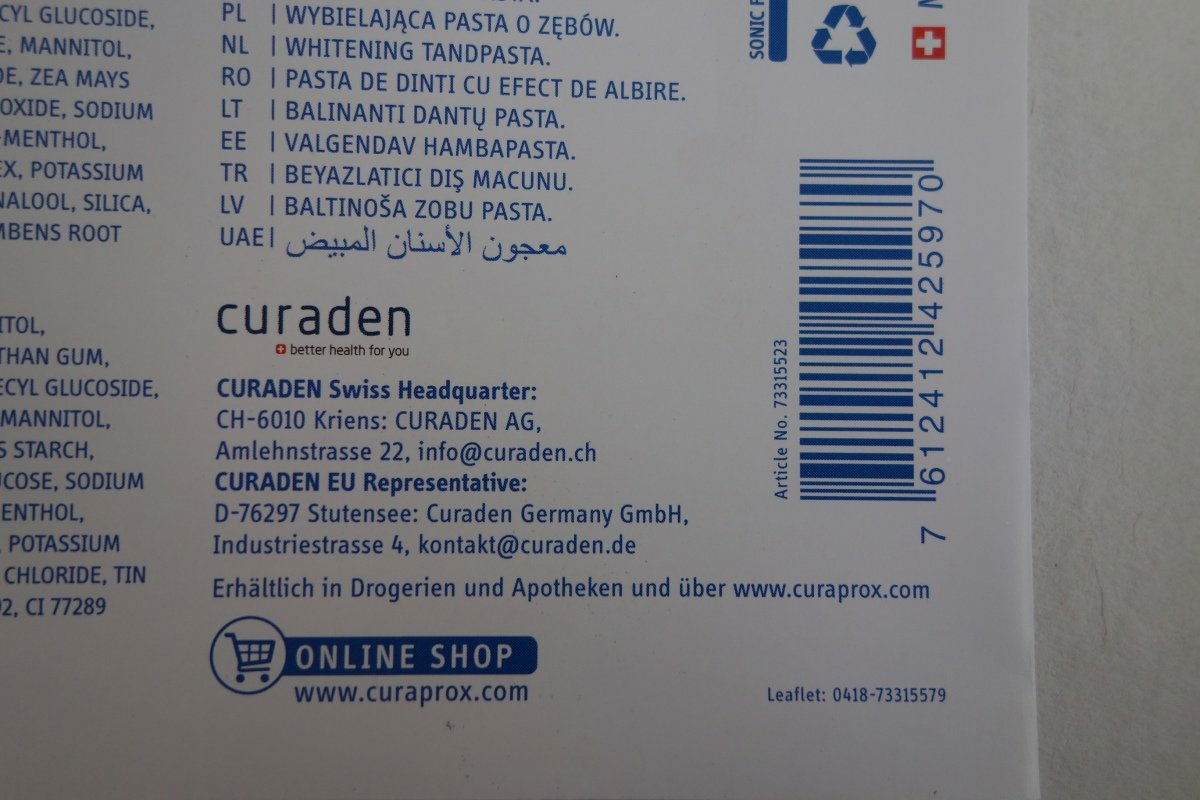 CYL GLUCOSIDE,
MANNITOL,
ZEA MAYS
OXIDE, SODIUM
-MENTHOL,
EX, POTASSIUM
NALOOL, SILICA,
MBENS ROOT
ITOL,
THAN GUM,
ECYL GLUCOSIDE,
MANNITOL,
S STARCH,
UCOSE, SODIUM
ENTHOL,
, POTASSIUM
CHLORIDE, TIN
CI 77289
PL | WYBIELAJĄCA PASTA O ZĘBÓW.
NL | WHITENING TANDPASTA.
RO | PASTA DE DINTI CU EFECT DE ALBIRE.
LT | BALINANTI DANTŲ PASTA.
EE | VALGENDAV HAMBAPASTA.
TR | BEYAZLATICI DIŞ MACUNU.
LV | BALTINOŠA ZOBU PASTA.
UAE | معجون الأسنان المبيض
curaden
better health for you
CURADEN Swiss Headquarter:
CH-6010 Kriens: CURADEN AG,
Amlehnstrasse 22, info@curaden.ch
CURADEN EU Representative:
D-76297 Stutensee: Curaden Germany GmbH,
Industriestrasse 4, kontakt@curaden.de
Erhältlich in Drogerien und Apotheken und über www.curaprox.com
ONLINE SHOP
www.curaprox.com
SONIC
Article No. 73315523
7 612412 425970
Leaflet: 0418-73315579